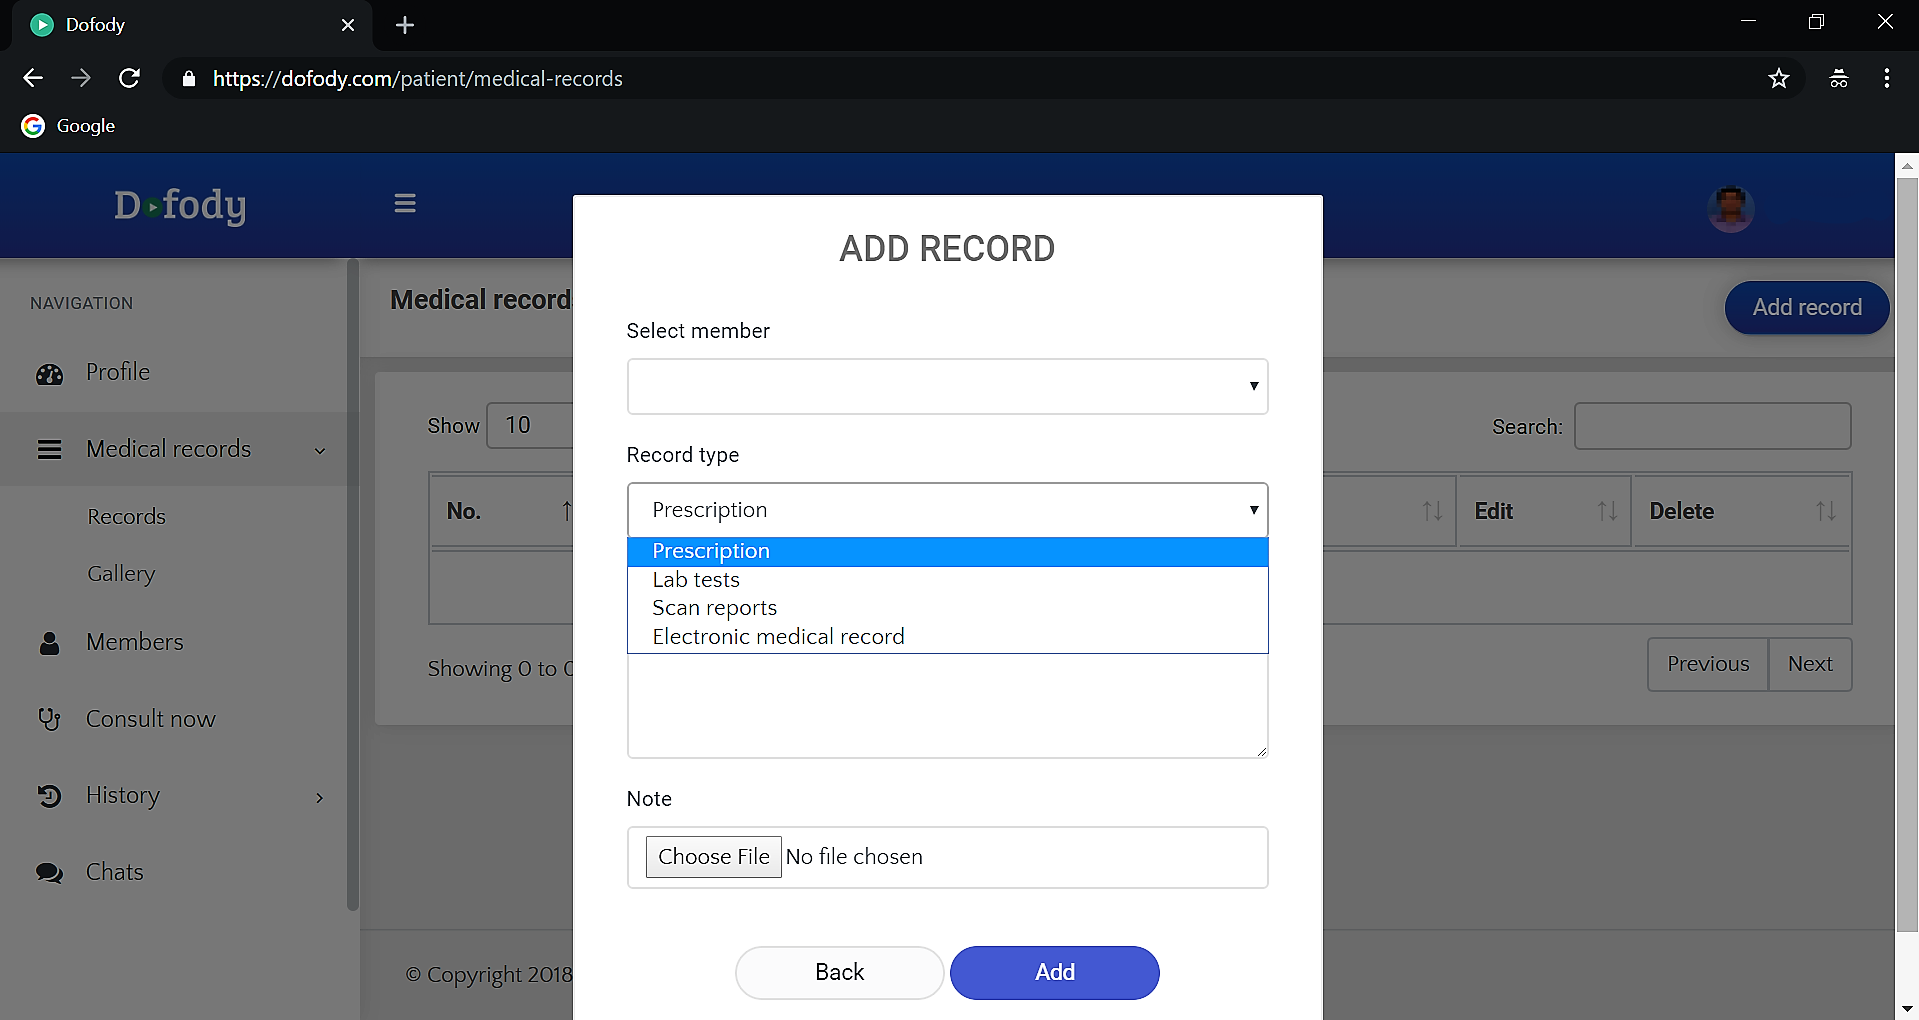 Dofody
https://dofody.com/patient/medical-records
Google
Dofody
ADD RECORD
NAVIGATION
Medical record
Add record
Select member
Profile
Show 10
Search:
Medical records
Record type
No.
Prescription
Edit
Delete
Records
Prescription
Gallery
Lab tests
Scan reports
Electronic medical record
Members
Showing 0 to 0
Previous
Next
Consult now
History
Note
Choose File No file chosen
Chats
© Copyright 2018
Back
Add